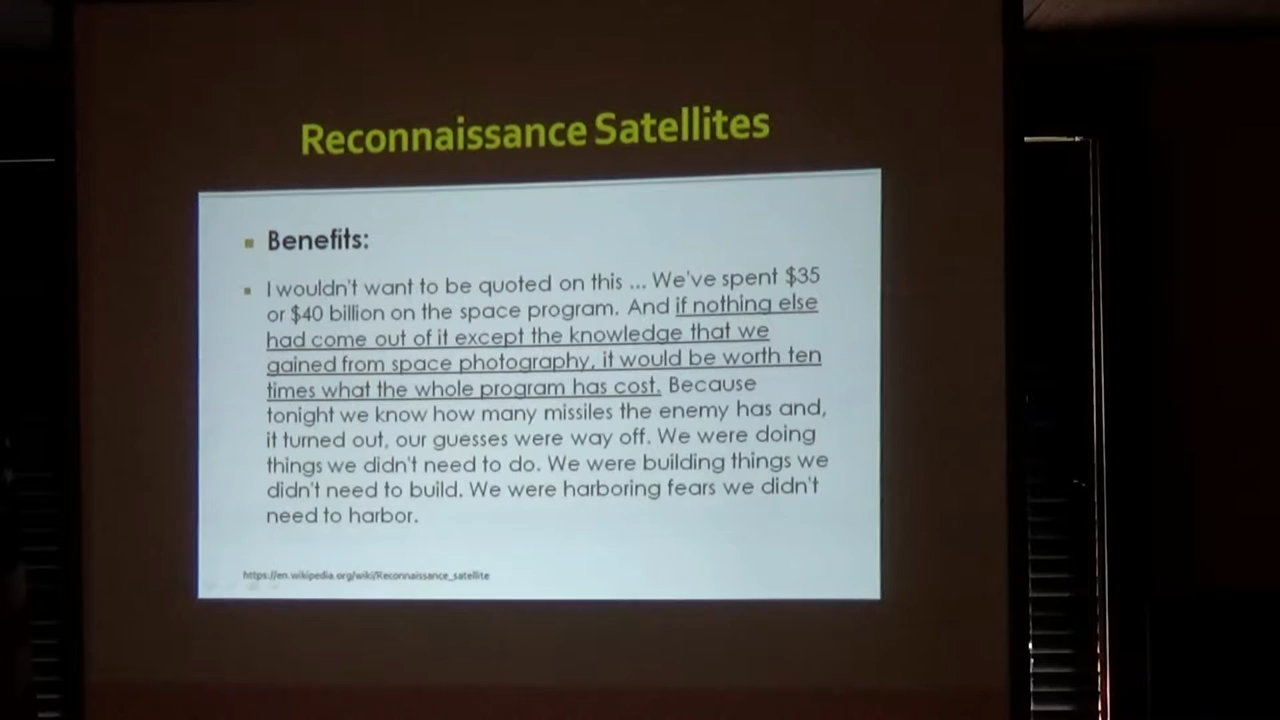 Reconnaissance Satellites
Benefits:
I wouldn't want to be quoted on this ... We've spent $35
or $40 billion on the space program. And if nothing else
had come out of it except the knowledge that we
gained from space photography, it would be worth ten
times what the whole program has cost. Because
tonight we know how many missiles the enemy has and,
it turned out, our guesses were way off. We were doing
things we didn't need to do. We were building things we
didn't need to build. We were harboring fears we didn't
need to harbor.
https://en.wikipedia.org/wiki/Reconnaissance_satellite